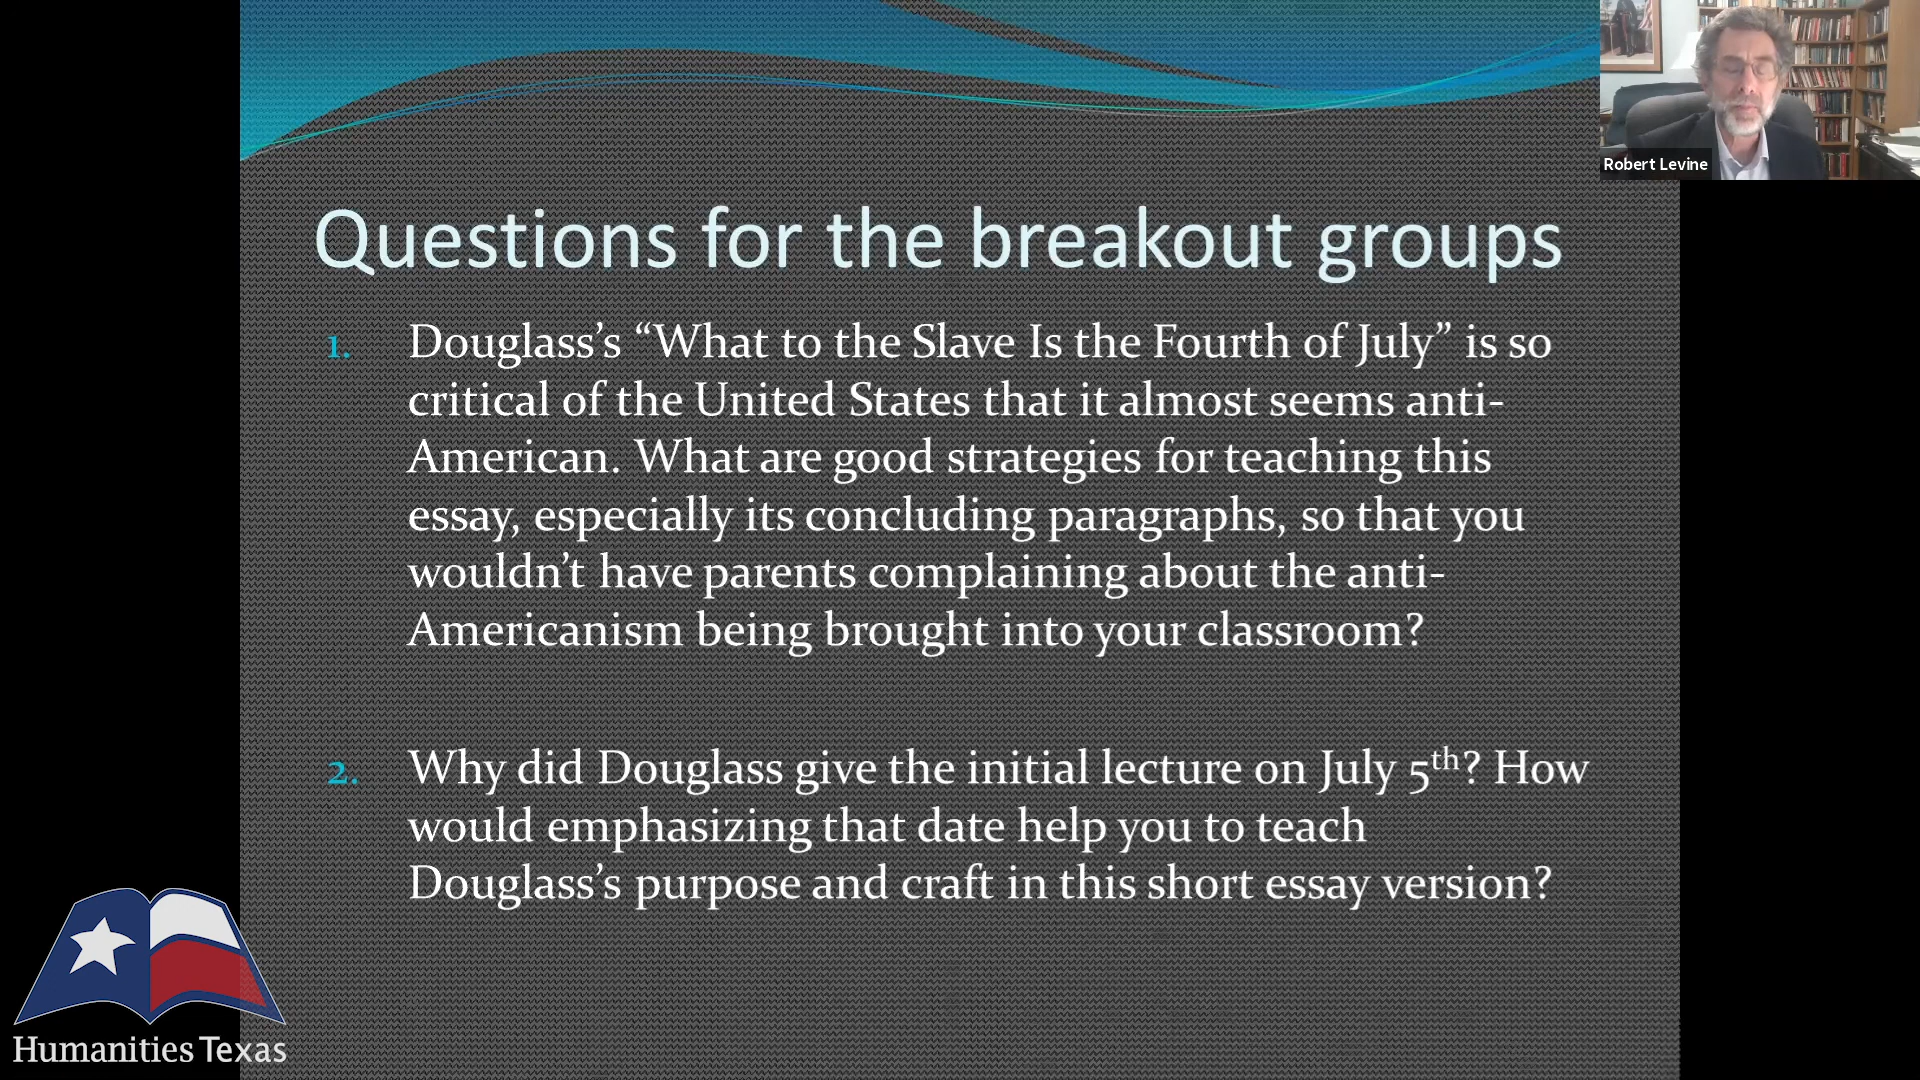 Robert Levine
Questions for the breakout groups
1. Douglass’s “What to the Slave Is the Fourth of July” is so
critical of the United States that it almost seems anti-
American. What are good strategies for teaching this
essay, especially its concluding paragraphs, so that you
wouldn’t have parents complaining about the anti-
Americanism being brought into your classroom?
2. Why did Douglass give the initial lecture on July 5th? How
would emphasizing that date help you to teach
Douglass’s purpose and craft in this short essay version?
Humanities Texas